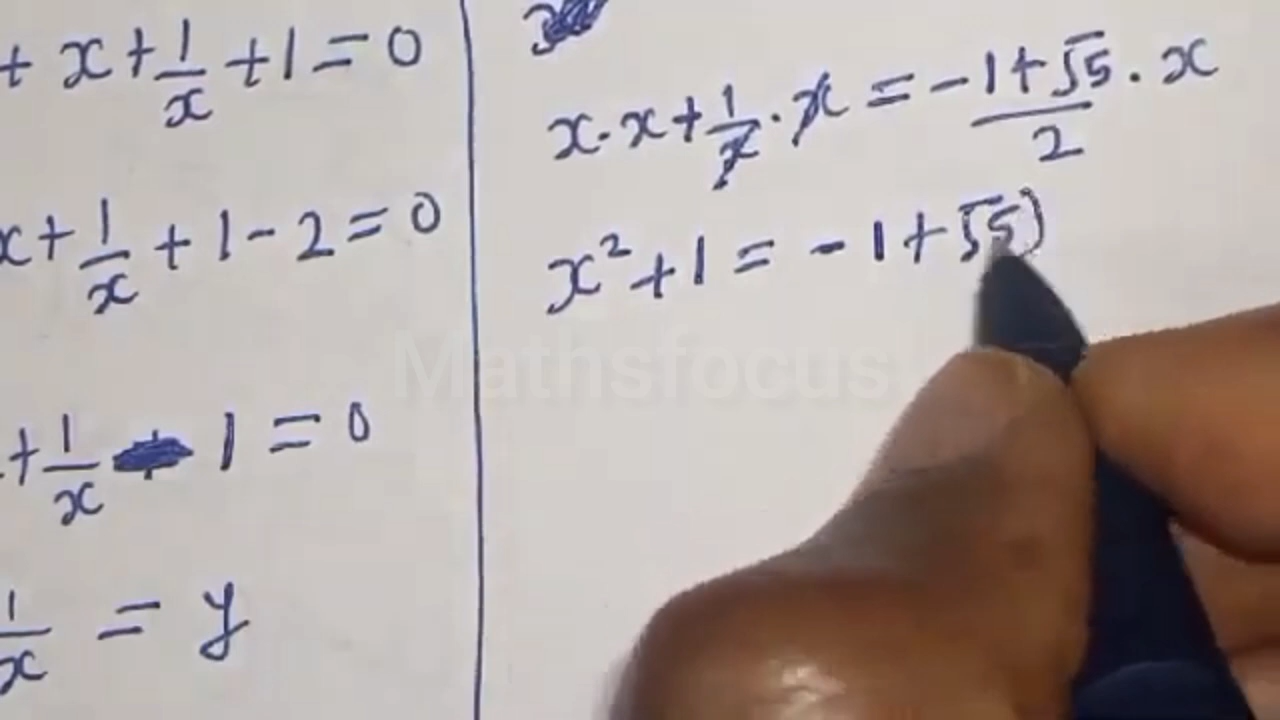 + x + 1/x + 1 = 0
x + 1/x + 1 - 2 = 0
+ 1/x - 1 = 0
1/x = y
x · x + 1/x · x = -1 + √5/2 · x
x² + 1 = - 1 + √5)
Mathsfocus